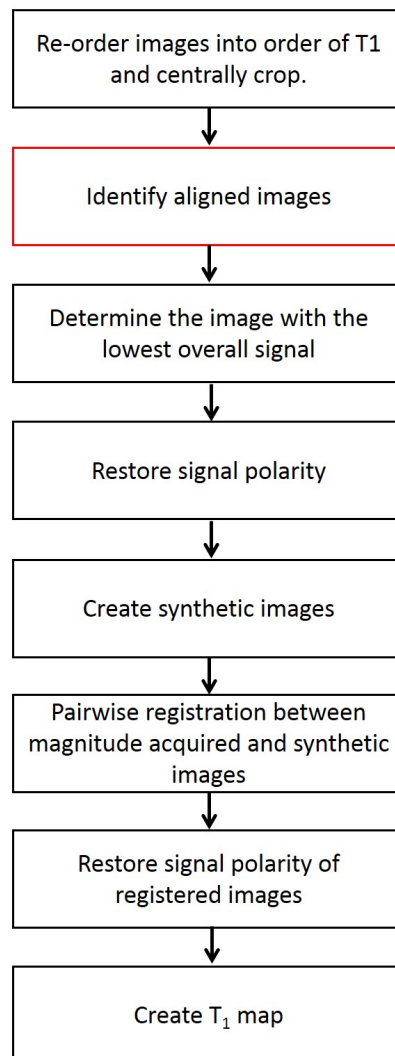 Re-order images into order of T1
and centrally crop.
Identify aligned images
Determine the image with the
lowest overall signal
Restore signal polarity
Create synthetic images
Pairwise registration between
magnitude acquired and synthetic
images
Restore signal polarity of
registered images
Create T₁ map